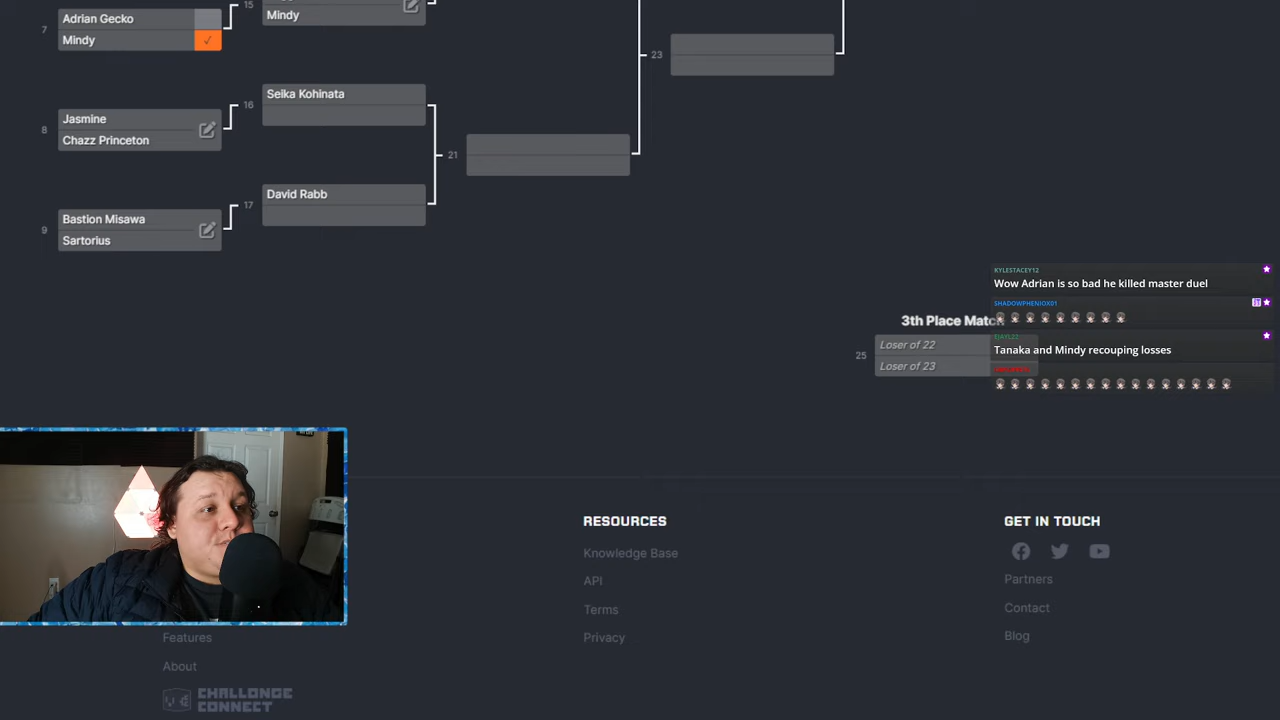 7
Adrian Gecko
Mindy
15
Mindy
23
8
Jasmine
Chazz Princeton
16
Seika Kohinata
21
9
Bastion Misawa
Sartorius
17
David Rabb
KYLESTACEY12
Wow Adrian is so bad he killed master duel
SHADOWPHENIOX01
3th Place Match
25
Loser of 22
Loser of 23
Tanaka and Mindy recouping losses
RESOURCES
Knowledge Base
API
Terms
Privacy
GET IN TOUCH
Partners
Contact
Blog
Features
About
CHALLONGE
CONNECT